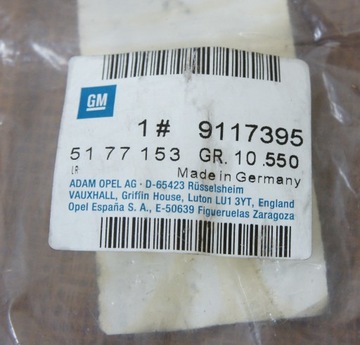 GM
1# 9117395
51 77 153 GR. 10.550
LR Made in Germany
ADAM OPEL AG · D-65423 Rüsselsheim
VAUXHALL, Griffin House, Luton LU1 3YT, England
Opel España S. A., E-50639 Figueruelas Zaragoza